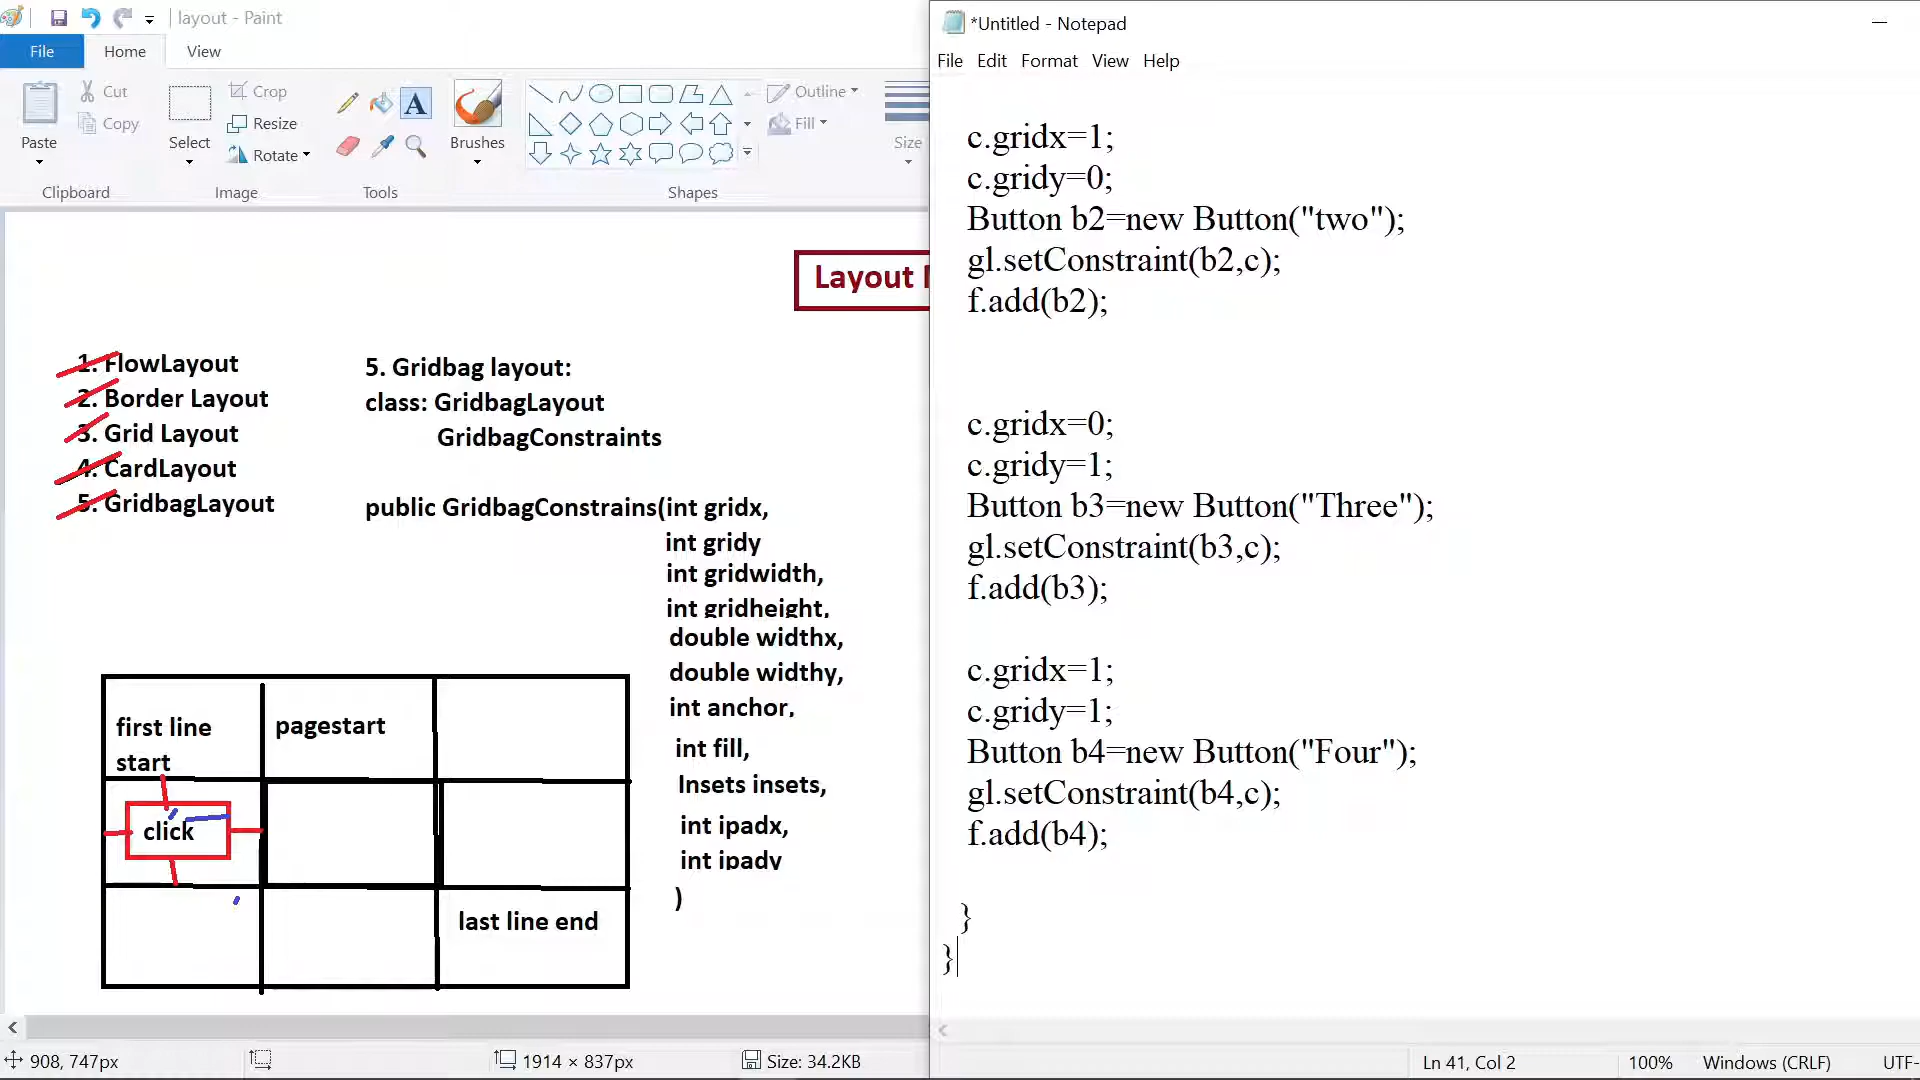 layout - Paint
File
Home
View
Paste
Cut
Copy
Clipboard
Select
Crop
Resize
Rotate
Image
A
Tools
Brushes
Outline
Fill
Shapes
Size
Layout
1. FlowLayout
2. Border Layout
3. Grid Layout
4. CardLayout
5. GridbagLayout
5. Gridbag layout:
class: GridbagLayout
GridbagConstraints
public GridbagConstrains(int gridx,
int gridy
int gridwidth,
int gridheight,
double widthx,
double widthy,
int anchor,
int fill,
Insets insets,
int ipadx,
int ipady
)
first line
start
pagestart
click
last line end
908, 747px
1914 × 837px
Size: 34.2KB
*Untitled - Notepad
File Edit Format View Help
c.gridx=1;
c.gridy=0;
Button b2=new Button("two");
gl.setConstraint(b2,c);
f.add(b2);
c.gridx=0;
c.gridy=1;
Button b3=new Button("Three");
gl.setConstraint(b3,c);
f.add(b3);
c.gridx=1;
c.gridy=1;
Button b4=new Button("Four");
gl.setConstraint(b4,c);
f.add(b4);
}
}
Ln 41, Col 2
100%
Windows (CRLF)
UTF-